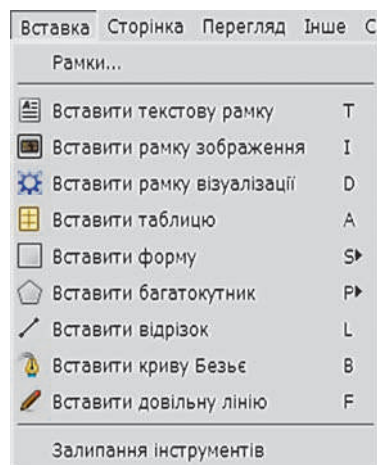 Вставка Сторінка Перегляд Інше С
Рамки...
Вставити текстову рамку T
Вставити рамку зображення I
Вставити рамку візуалізації D
Вставити таблицю A
Вставити форму S
Вставити багатокутник P
Вставити відрізок L
Вставити криву Безьє B
Вставити довільну лінію F
Залипання інструментів